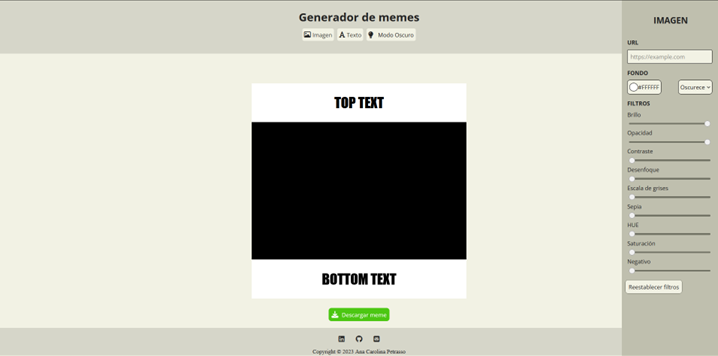 Generador de memes
Imagen Texto Modo Oscuro
TOP TEXT
BOTTOM TEXT
Descargar meme
Copyright © 2023 Ana Carolina Petrasso
IMAGEN
URL
https://example.com
FONDO
#FFFFFF Oscurece
FILTROS
Brillo
Opacidad
Contraste
Desenfoque
Escala de grises
Sepia
HUE
Saturación
Negativo
Reestablecer filtros